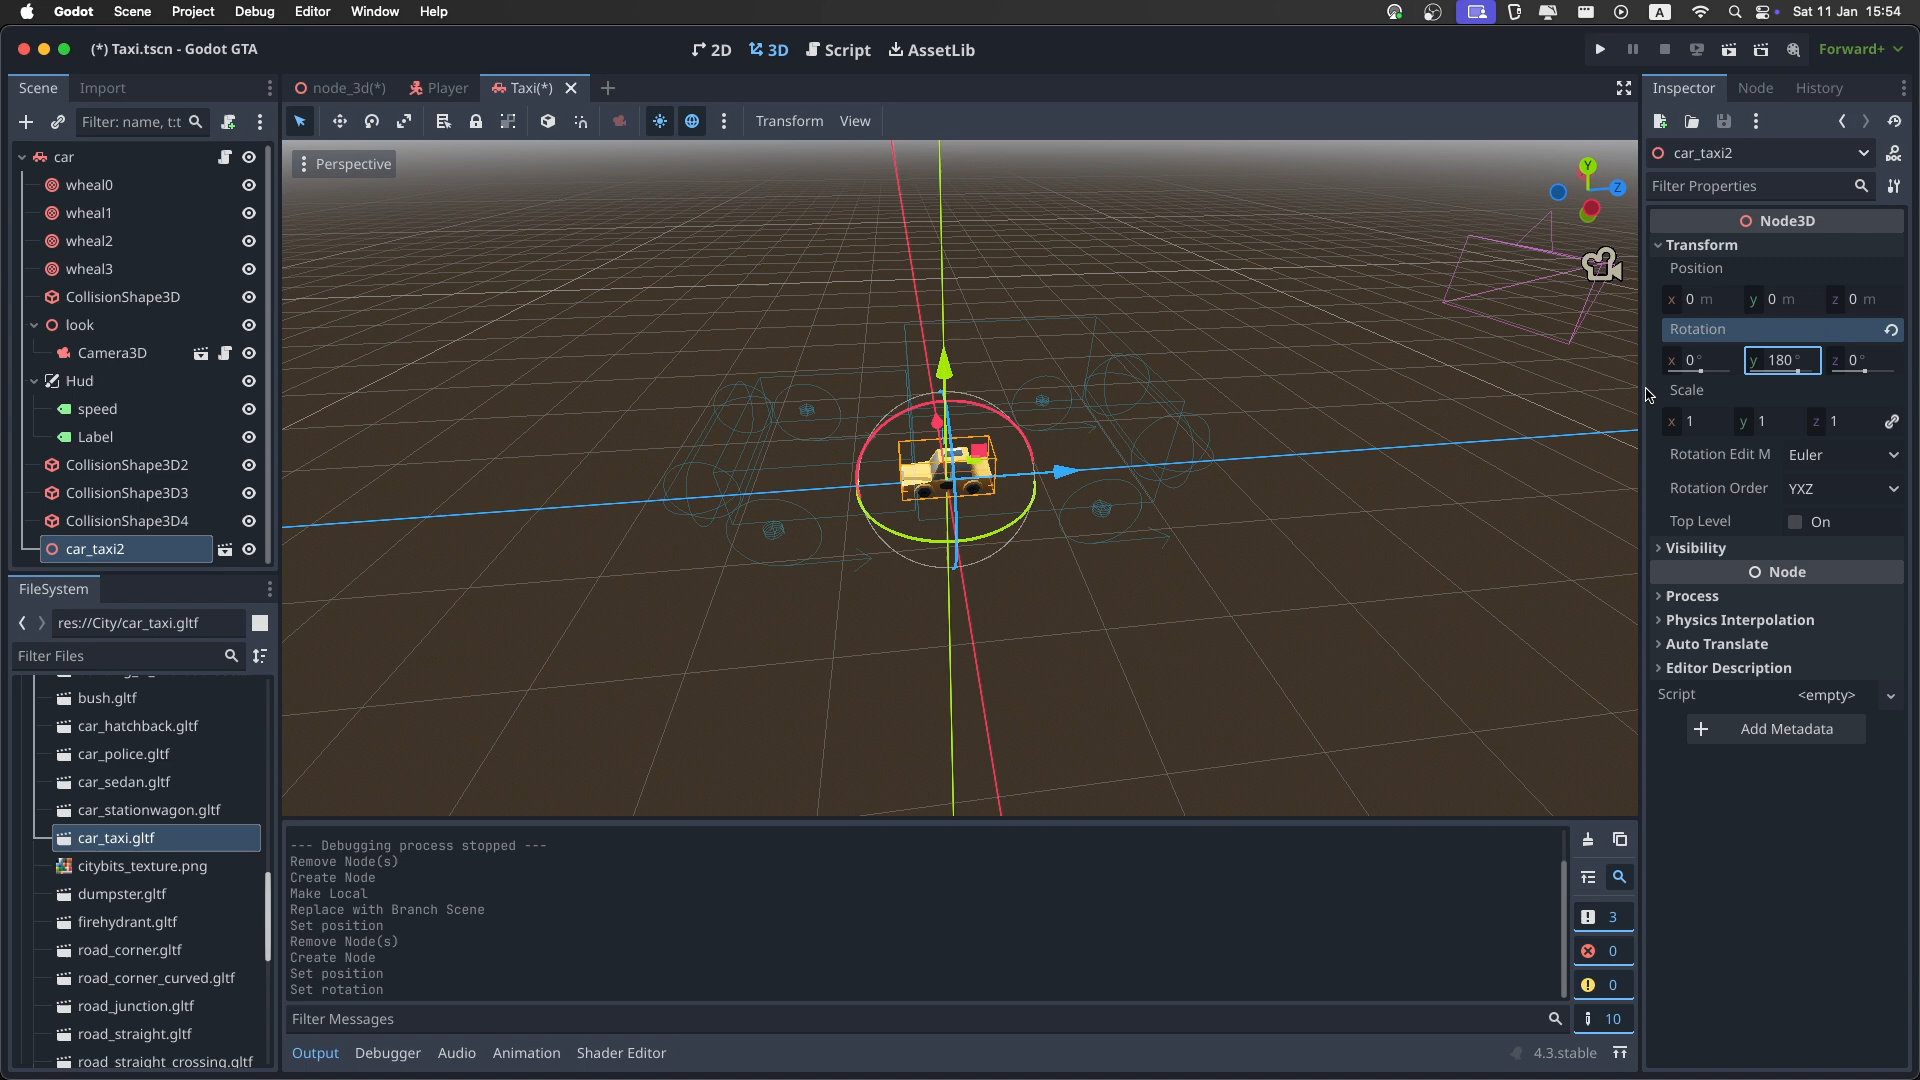 Godot Scene Project Debug Editor Window Help
A Sat 11 Jan 15:54
(*) Taxi.tscn - Godot GTA
2D 3D Script AssetLib
Forward+
Scene Import
node_3d(*) Player Taxi(*)
Inspector Node History
Filter: name, t:t
Transform View
car
wheal0
wheal1
wheal2
wheal3
CollisionShape3D
look
Camera3D
Hud
speed
Label
CollisionShape3D2
CollisionShape3D3
CollisionShape3D4
car_taxi2
FileSystem
res://City/car_taxi.gltf
Filter Files
bush.gltf
car_hatchback.gltf
car_police.gltf
car_sedan.gltf
car_stationwagon.gltf
car_taxi.gltf
citybits_texture.png
dumpster.gltf
firehydrant.gltf
road_corner.gltf
road_corner_curved.gltf
road_junction.gltf
road_straight.gltf
road_straight_crossing.gltf
Perspective
Y
Z
--- Debugging process stopped ---
Remove Node(s)
Create Node
Make Local
Replace with Branch Scene
Set position
Remove Node(s)
Create Node
Set position
Set rotation
3
0
0
10
Filter Messages
Output Debugger Audio Animation Shader Editor
4.3.stable
car_taxi2
DOC
Filter Properties
Node3D
Transform
Position
x 0 m y 0 m z 0 m
Rotation
x 0° y 180° z 0°
Scale
x 1 y 1 z 1
Rotation Edit M Euler
Rotation Order YXZ
Top Level On
Visibility
Node
Process
Physics Interpolation
Auto Translate
Editor Description
Script <empty>
Add Metadata